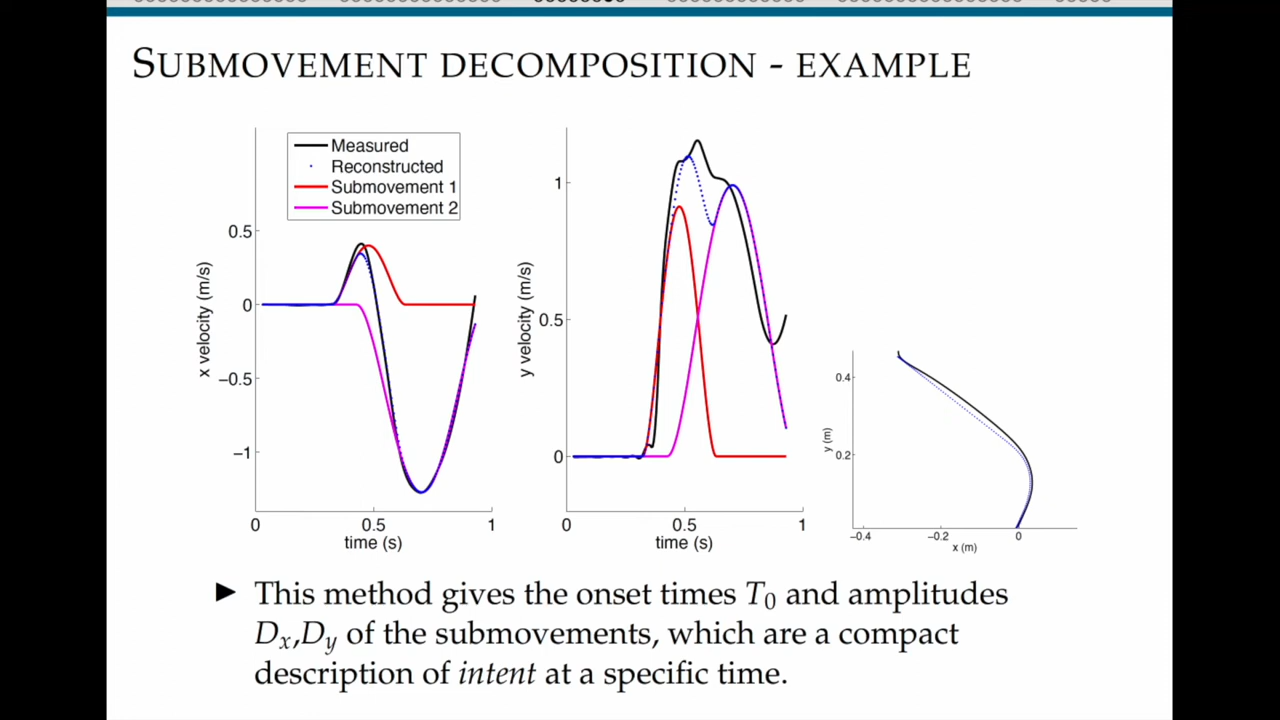 SUBMOVEMENT DECOMPOSITION - EXAMPLE
Measured
Reconstructed
Submovement 1
Submovement 2
0.5
0
−0.5
−1
x velocity (m/s)
0
0.5
1
time (s)
1
0.5
0
y velocity (m/s)
0
0.5
1
time (s)
0.4
0.2
y (m)
−0.4
−0.2
0
x (m)
► This method gives the onset times T₀ and amplitudes
Dₓ,Dᵧ of the submovements, which are a compact
description of intent at a specific time.